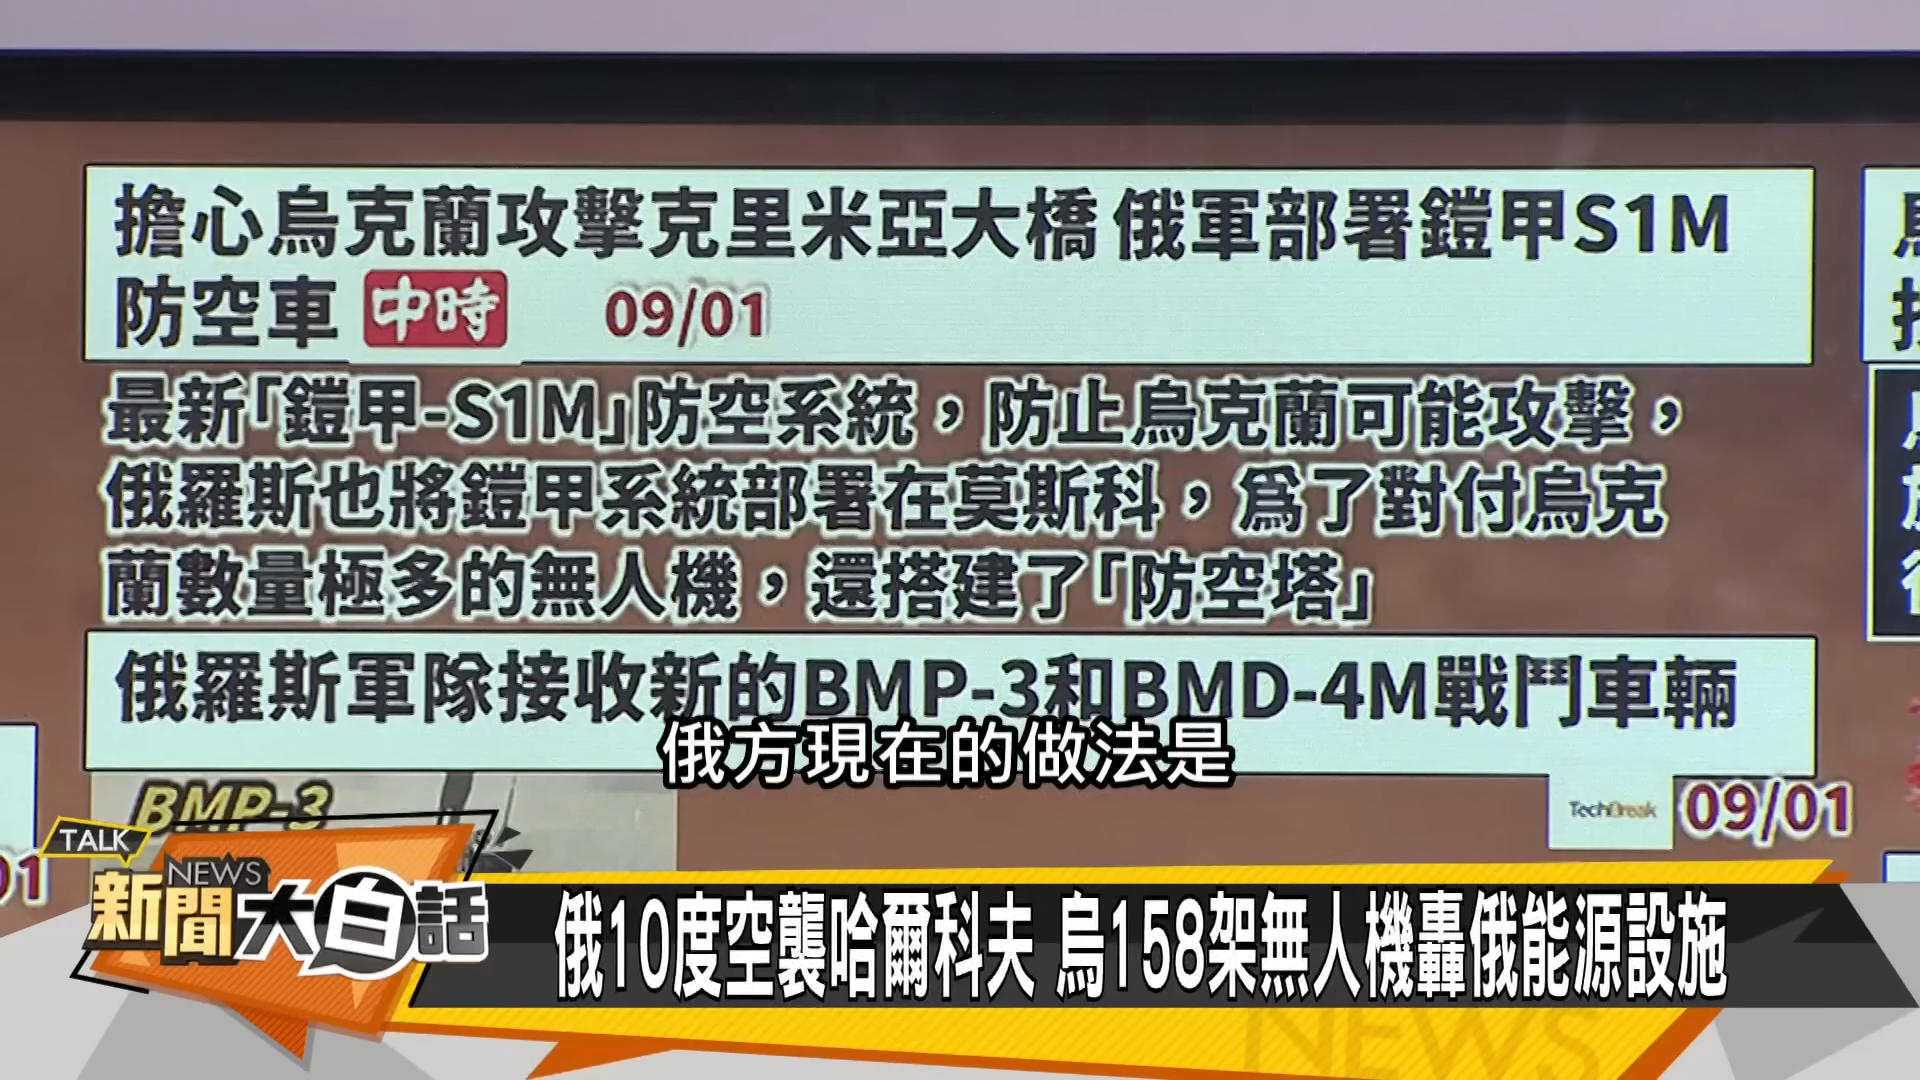 擔心烏克蘭攻擊克里米亞大橋 俄軍部署鎧甲S1M
防空車 中時 09/01
最新「鎧甲-S1M」防空系統，防止烏克蘭可能攻擊，
俄羅斯也將鎧甲系統部署在莫斯科，為了對付烏克
蘭數量極多的無人機，還搭建了「防空塔」
俄羅斯軍隊接收新的BMP-3和BMD-4M戰鬥車輛
俄方現在的做法是
BMP-3
TechBreak 09/01
01
TALK
NEWS
新聞大白話
俄10度空襲哈爾科夫 烏158架無人機轟俄能源設施
NEWS